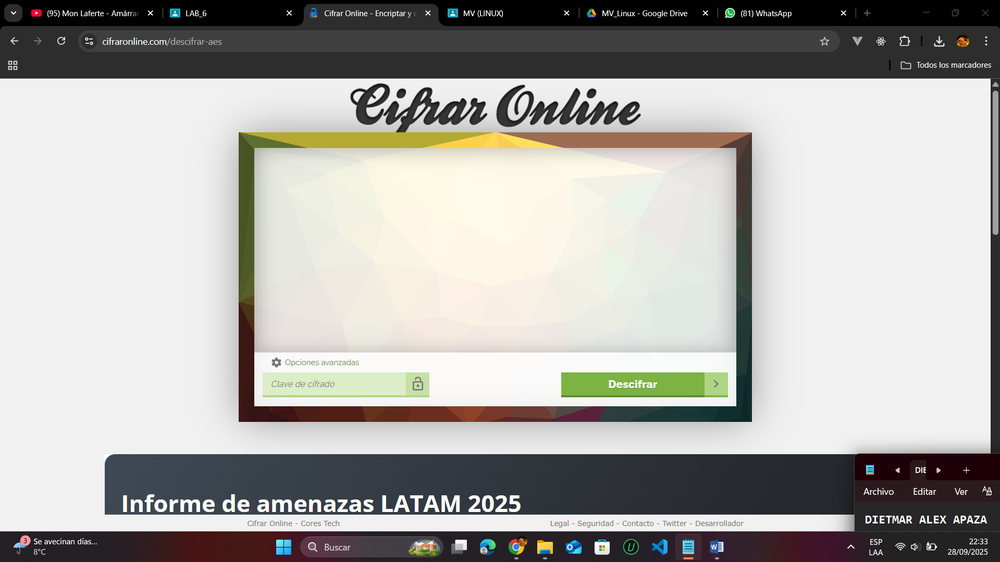 (95) Mon Laferte - Amárrar
LAB_6
Cifrar Online - Encriptar y c
MV (LINUX)
MV_Linux - Google Drive
(81) WhatsApp
cifraronline.com/descifrar-aes
Todos los marcadores
Cifrar Online
Opciones avanzadas
Clave de cifrado
Descifrar
Informe de amenazas LATAM 2025
Cifrar Online - Cores Tech
Legal - Seguridad - Contacto - Twitter - Desarrollador
DIE
Archivo
Editar
Ver
DIETMAR ALEX APAZA
3
Se avecinan días...
8°C
Buscar
ESP
LAA
22:33
28/09/2025